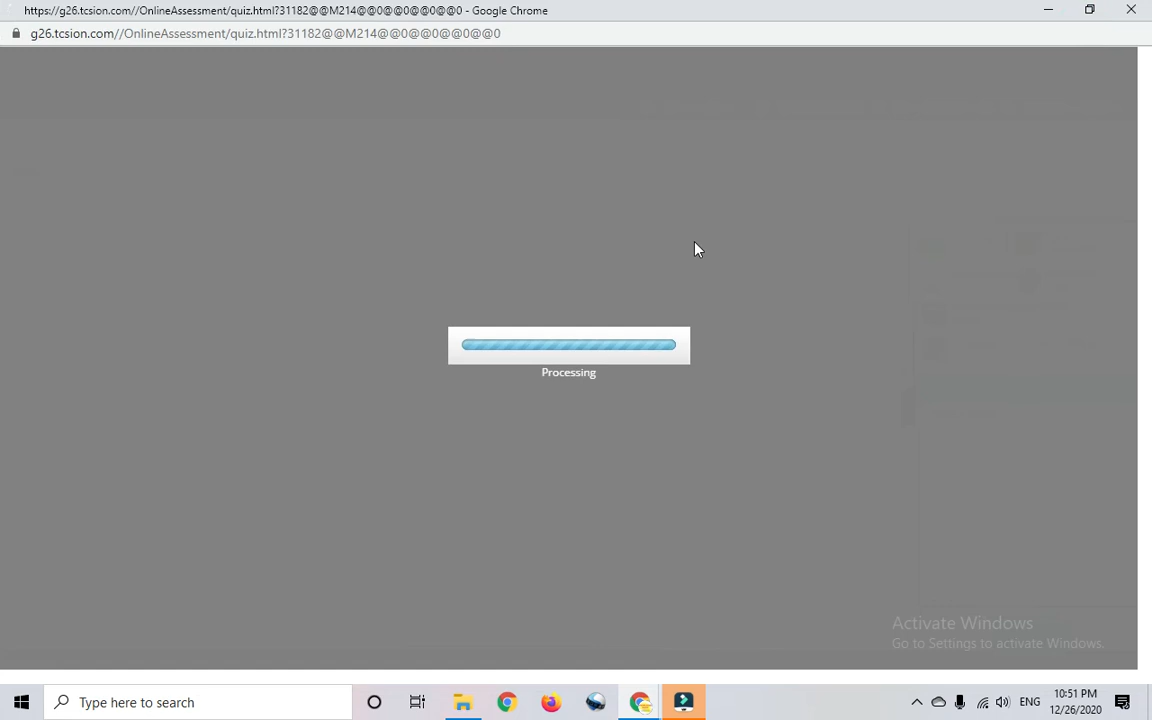 https://g26.tcsion.com//OnlineAssessment/quiz.html?31182@@M214@@0@@0@@0@@0 - Google Chrome
g26.tcsion.com//OnlineAssessment/quiz.html?31182@@M214@@0@@0@@0@@0
Processing
Activate Windows
Go to Settings to activate Windows.
Type here to search
ENG
10:51 PM
12/26/2020